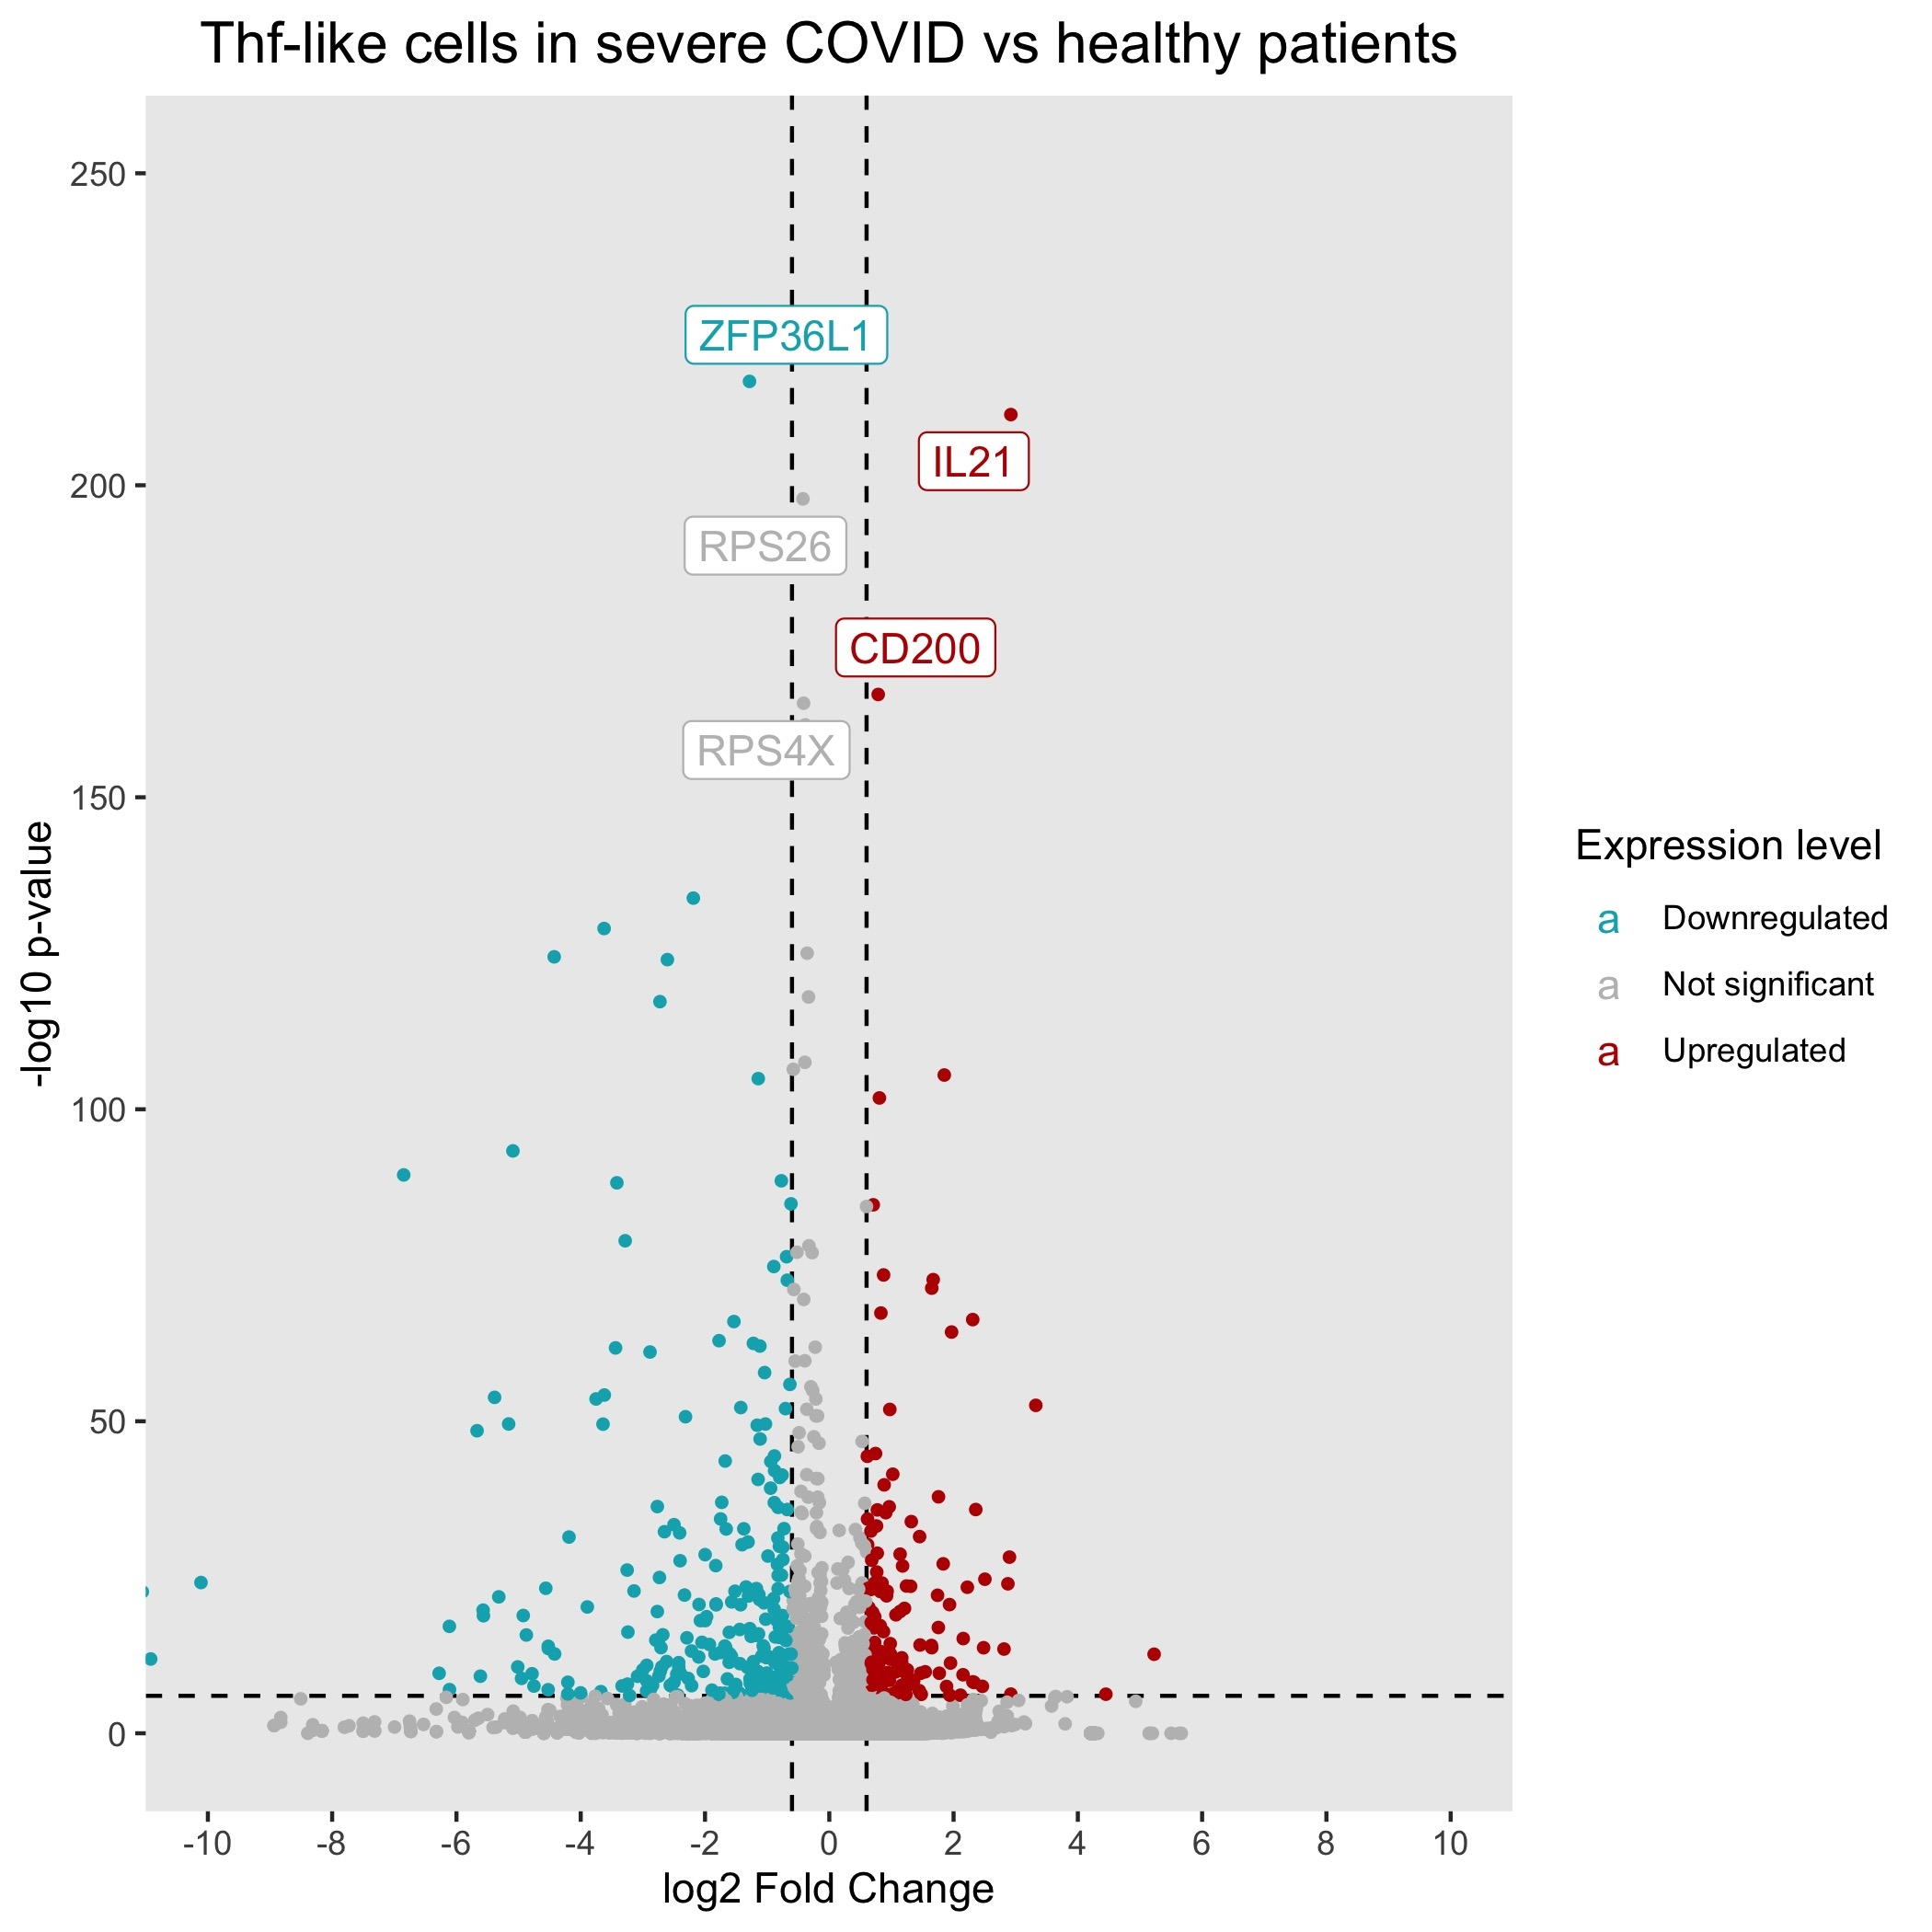 Thf-like cells in severe COVID vs healthy patients
250
200
150
100
50
0
-log10 p-value
ZFP36L1
IL21
RPS26
CD200
RPS4X
-10 -8 -6 -4 -2 0 2 4 6 8 10
log2 Fold Change
Expression level
a Downregulated
a Not significant
a Upregulated